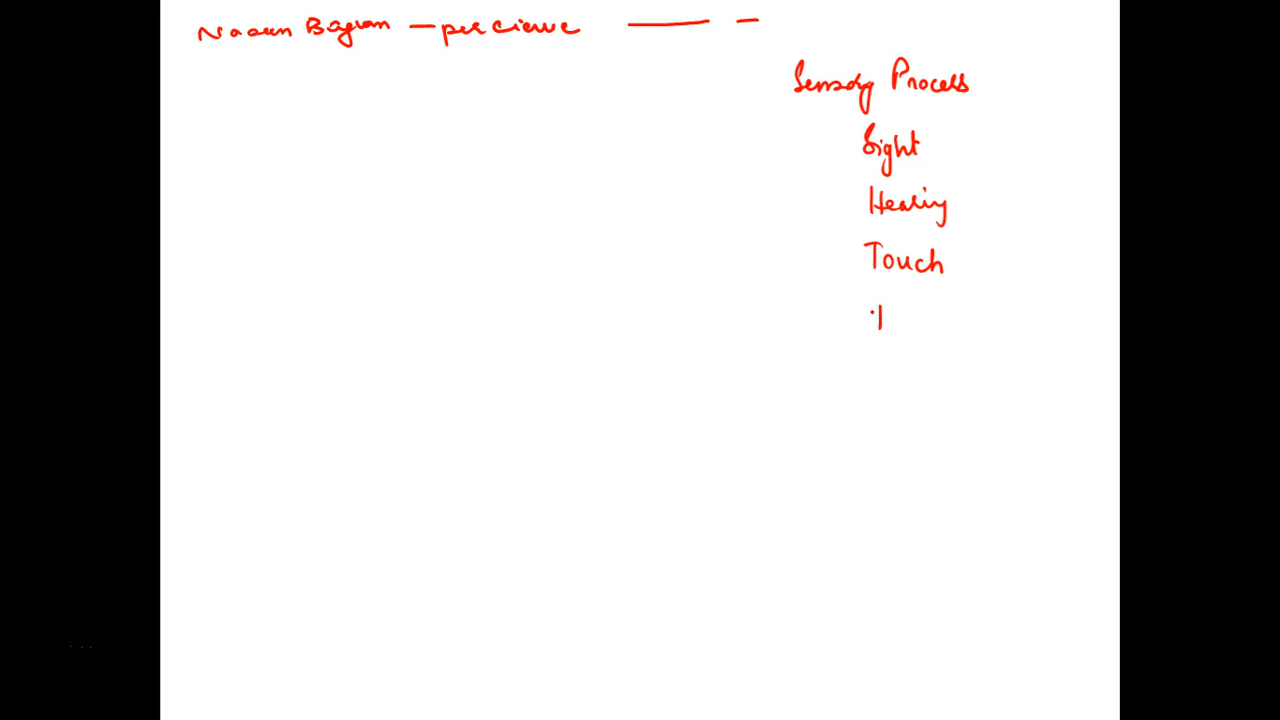 Naseem Begum — percieve ——— —
Sensory Process
Sight
Hearing
Touch